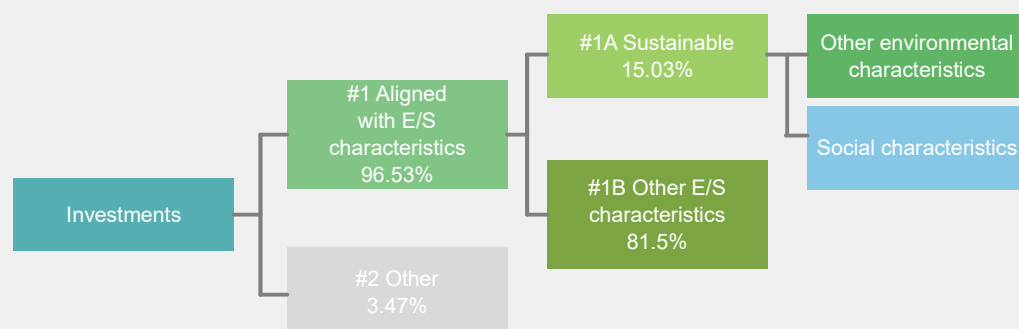 Investments
#1 Aligned
with E/S
characteristics
96.53%
#2 Other
3.47%
#1A Sustainable
15.03%
#1B Other E/S
characteristics
81.5%
Other environmental
characteristics
Social characteristics